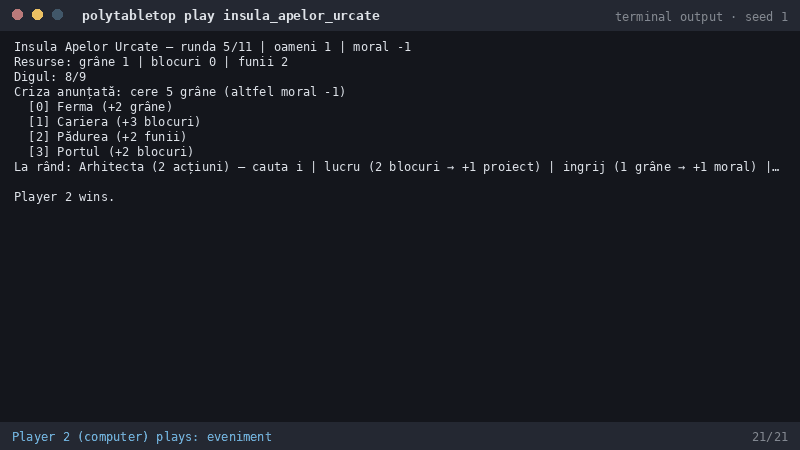 polytabletop play insula_apelor_urcate
terminal output · seed 1
Insula Apelor Urcate — runda 5/11 | oameni 1 | moral -1
Resurse: grâne 1 | blocuri 0 | funii 2
Digul: 8/9
Criza anunțată: cere 5 grâne (altfel moral -1)
[0] Ferma (+2 grâne)
[1] Cariera (+3 blocuri)
[2] Pădurea (+2 funii)
[3] Portul (+2 blocuri)
La rând: Arhitecta (2 acțiuni) — cauta i | lucru (2 blocuri → +1 proiect) | ingrij (1 grâne → +1 moral) |…
Player 2 wins.
Player 2 (computer) plays: eveniment
21/21